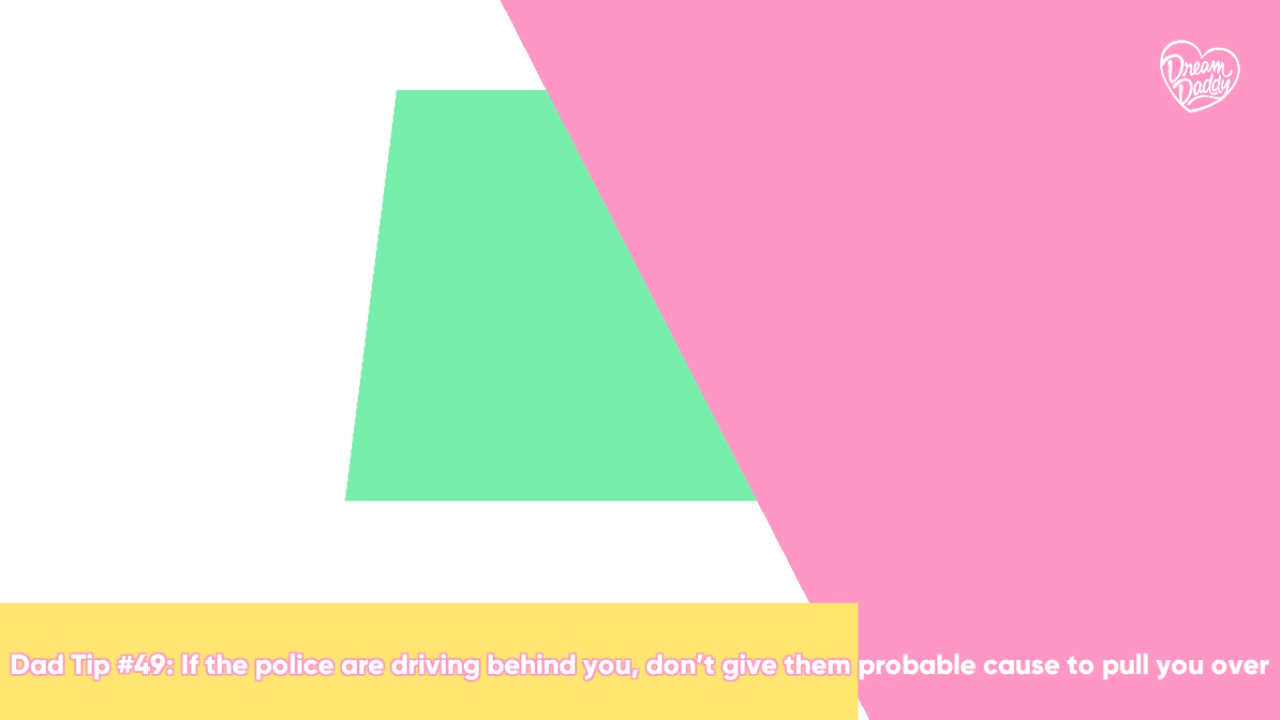 Dream
Daddy
Dad Tip #49: If the police are driving behind you, don’t give them probable cause to pull you over